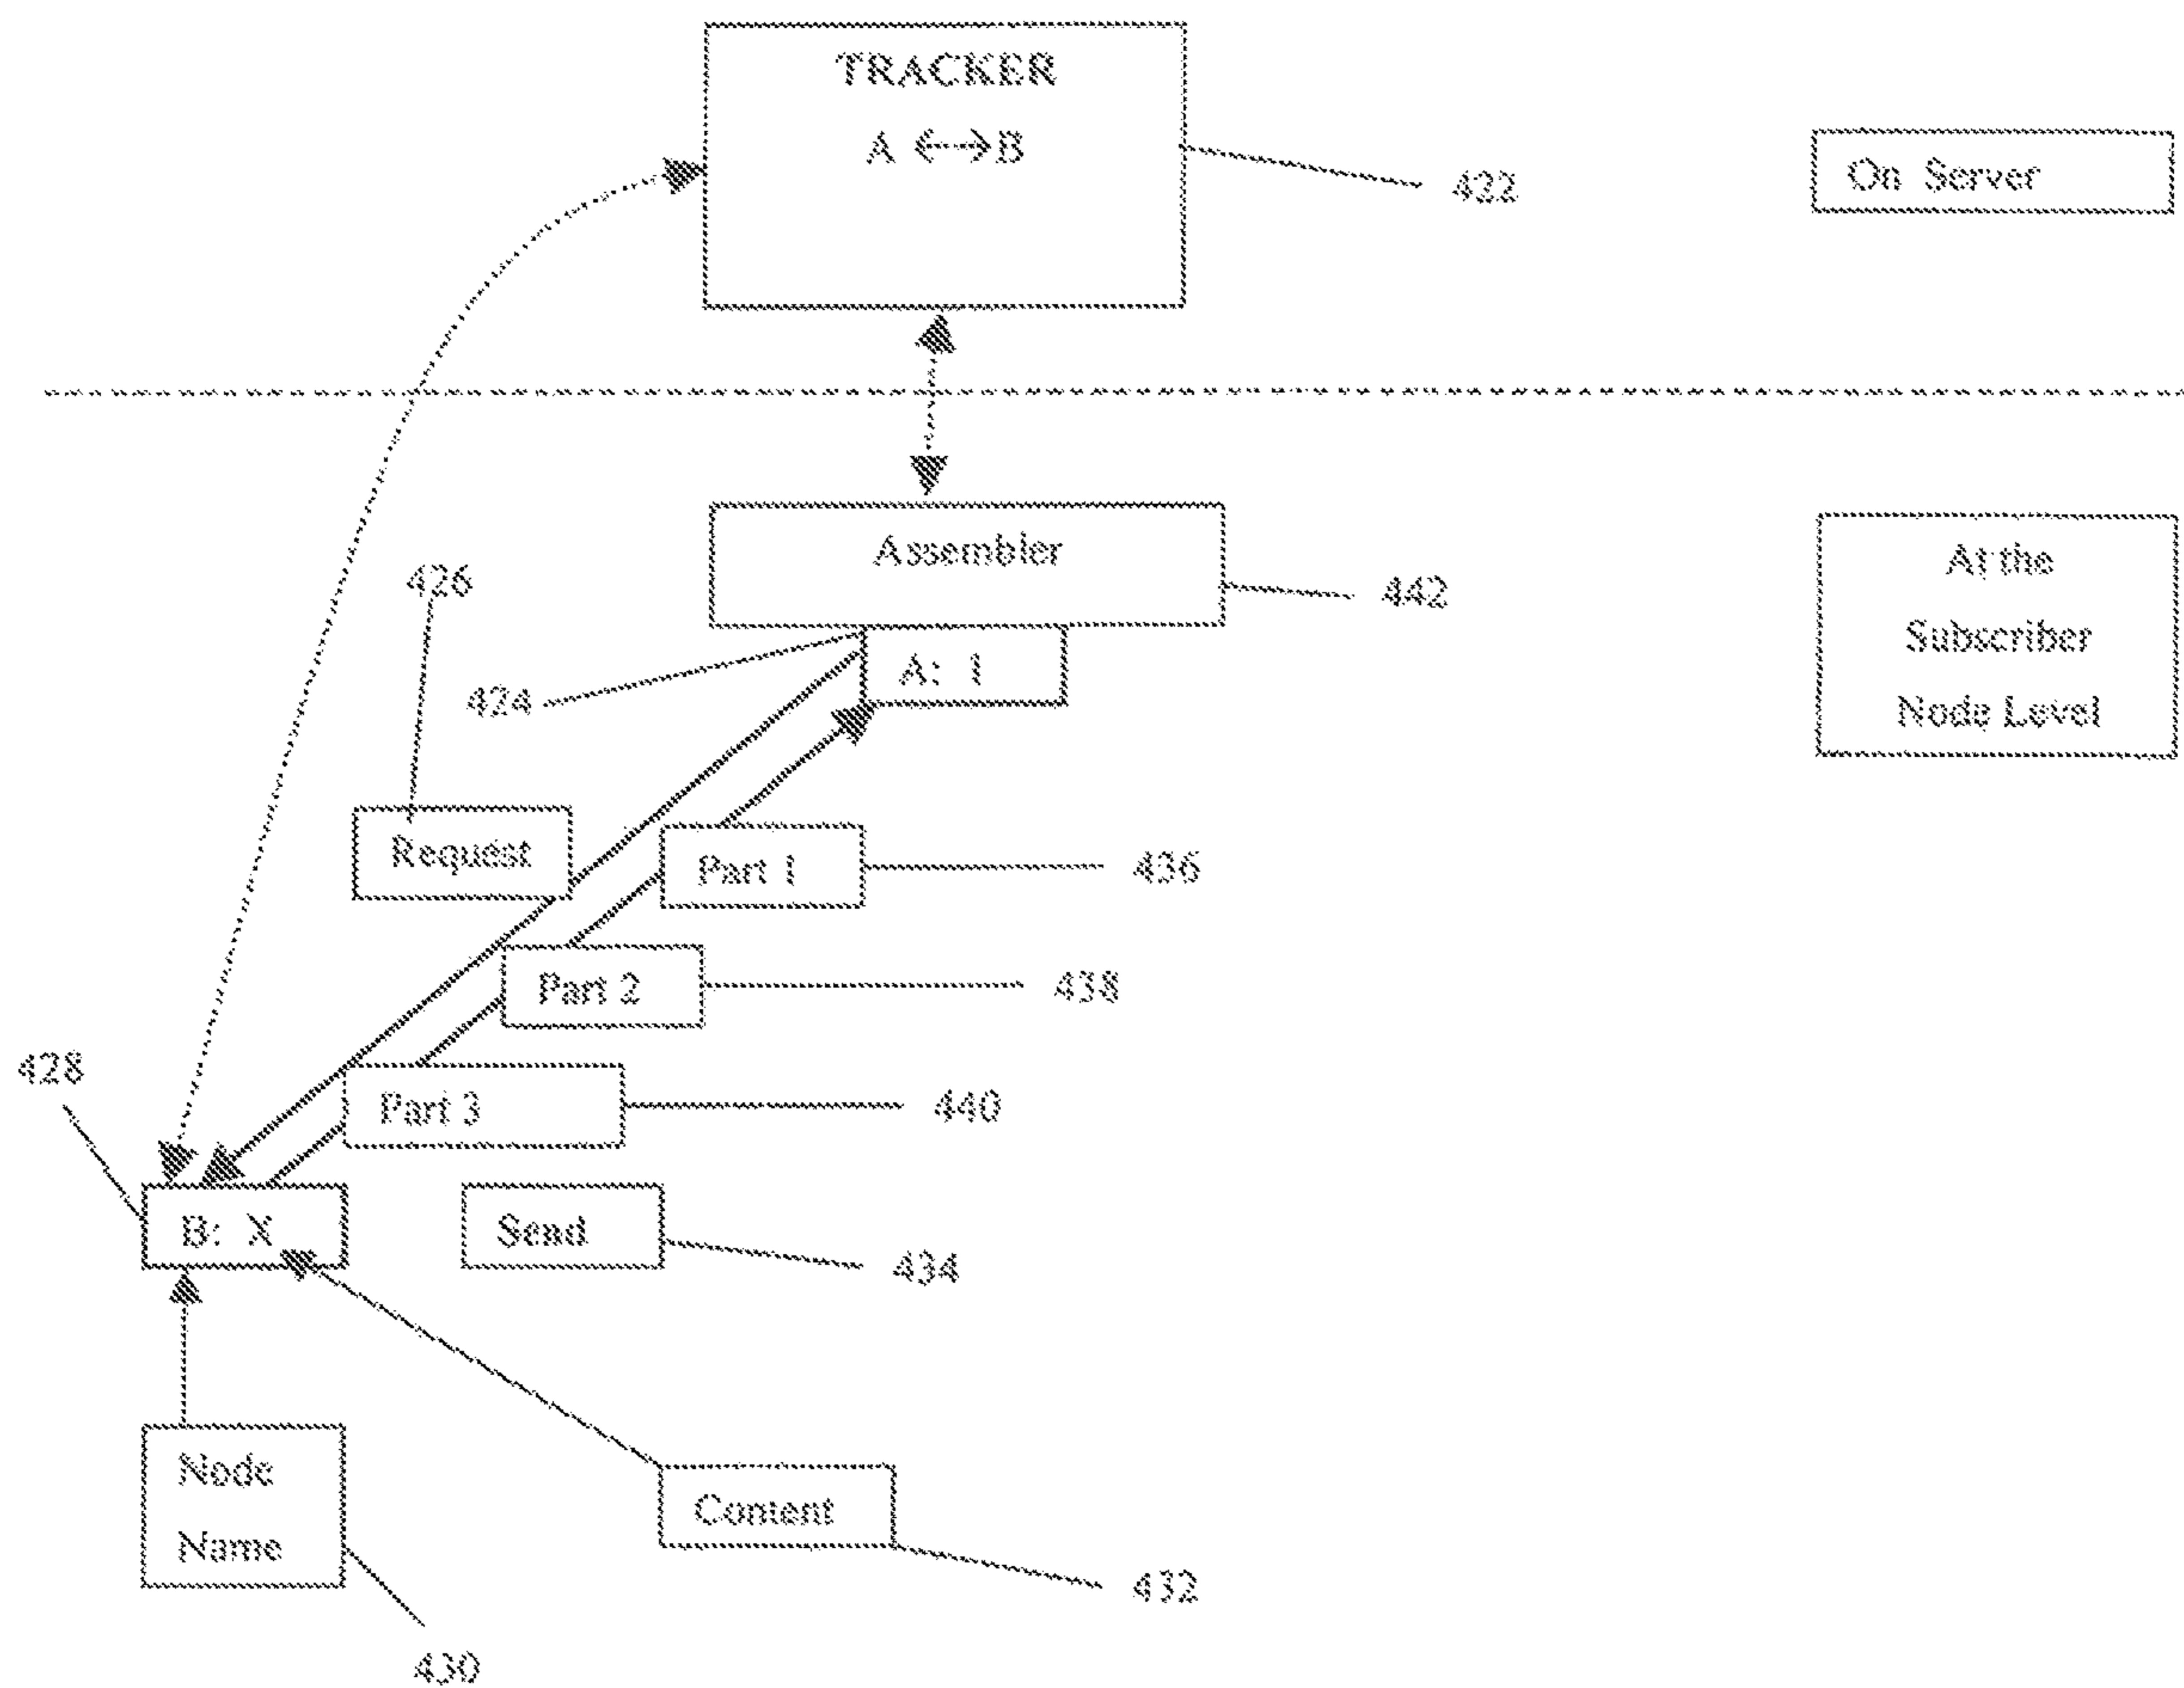 TRACKER
A <--->B
422
On Server
Assembler
442
At the
Subscriber
Node Level
426
424
A: 1
Request
Part 1
436
Part 2
438
428
Part 3
440
B: X
Send
434
Node
Name
Content
432
430